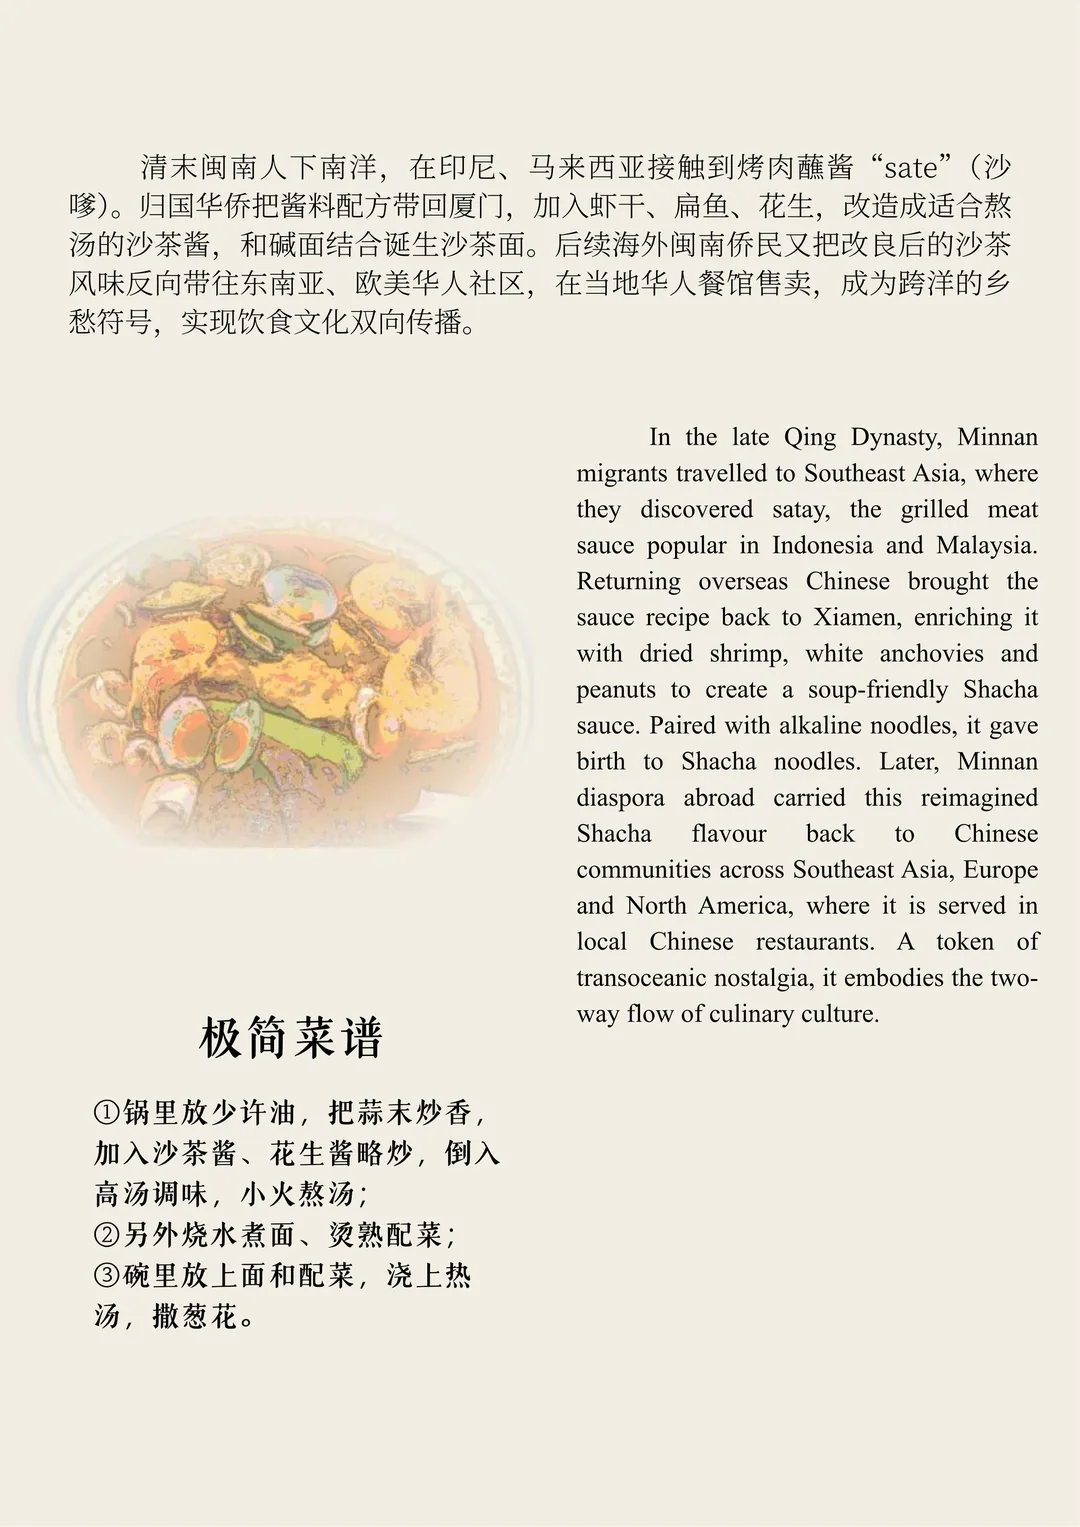 清末闽南人下南洋，在印尼、马来西亚接触到烤肉蘸酱“sate”（沙
嗲）。归国华侨把酱料配方带回厦门，加入虾干、扁鱼、花生，改造成适合熬
汤的沙茶酱，和碱面结合诞生沙茶面。后续海外闽南侨民又把改良后的沙茶
风味反向带往东南亚、欧美华人社区，在当地华人餐馆售卖，成为跨洋的乡
愁符号，实现饮食文化双向传播。
In the late Qing Dynasty, Minnan
migrants travelled to Southeast Asia, where
they discovered satay, the grilled meat
sauce popular in Indonesia and Malaysia.
Returning overseas Chinese brought the
sauce recipe back to Xiamen, enriching it
with dried shrimp, white anchovies and
peanuts to create a soup-friendly Shacha
sauce. Paired with alkaline noodles, it gave
birth to Shacha noodles. Later, Minnan
diaspora abroad carried this reimagined
Shacha flavour back to Chinese
communities across Southeast Asia, Europe
and North America, where it is served in
local Chinese restaurants. A token of
transoceanic nostalgia, it embodies the two-
way flow of culinary culture.
极简菜谱
①锅里放少许油，把蒜末炒香，
加入沙茶酱、花生酱略炒，倒入
高汤调味，小火熬汤；
②另外烧水煮面、烫熟配菜；
③碗里放上面和配菜，浇上热
汤，撒葱花。